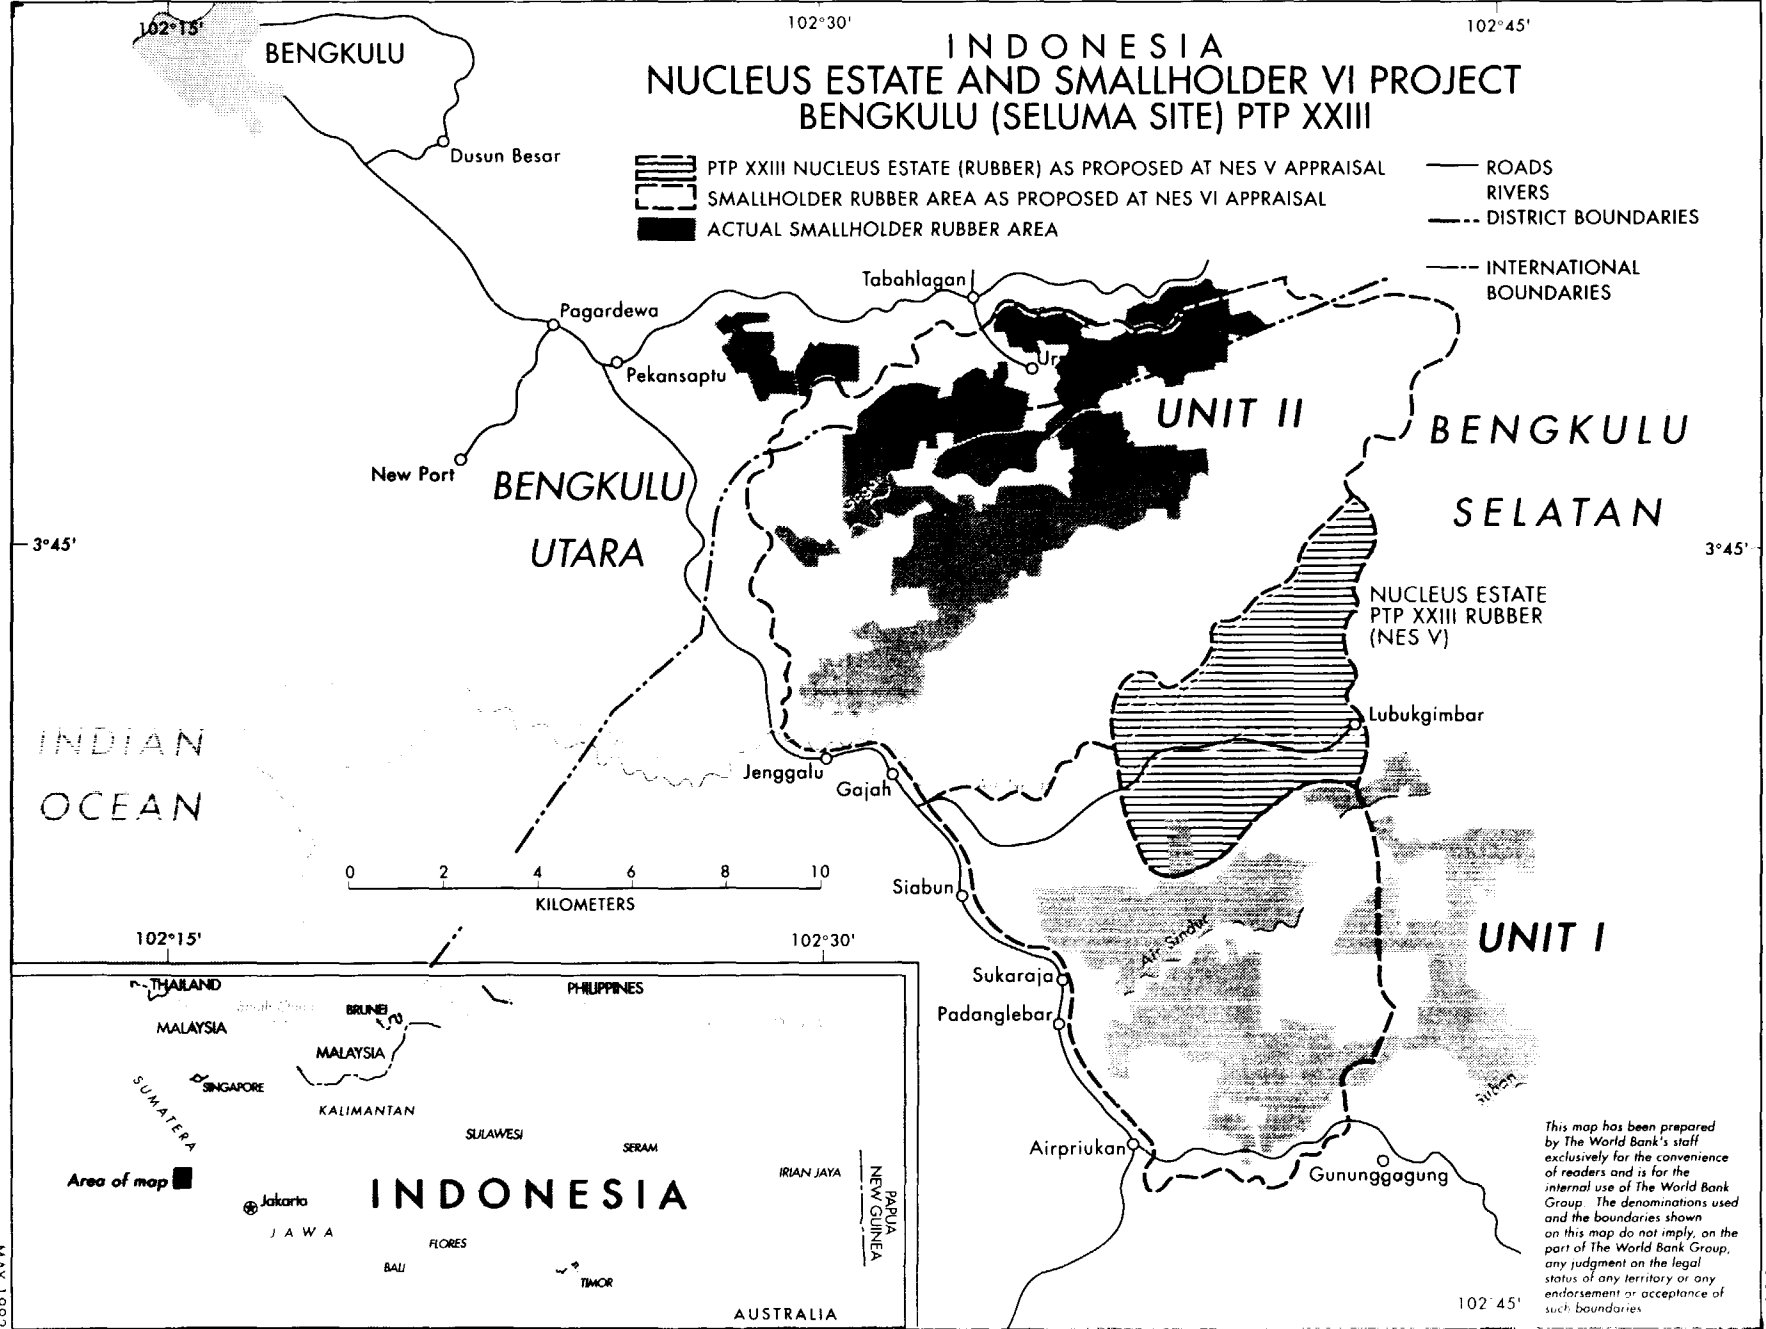 102°15'
102°30'
102°45'
BENGKULU
INDONESIA
NUCLEUS ESTATE AND SMALLHOLDER VI PROJECT
BENGKULU (SELUMA SITE) PTP XXIII
PTP XXIII NUCLEUS ESTATE (RUBBER) AS PROPOSED AT NES V APPRAISAL
SMALLHOLDER RUBBER AREA AS PROPOSED AT NES VI APPRAISAL
ACTUAL SMALLHOLDER RUBBER AREA
ROADS
RIVERS
DISTRICT BOUNDARIES
INTERNATIONAL
BOUNDARIES
Dusun Besar
Tabahlagan
Pagardewa
Pekansaptu
Ur
UNIT II
New Port
BENGKULU
UTARA
BENGKULU
SELATAN
3°45'
3°45'
NUCLEUS ESTATE
PTP XXIII RUBBER
(NES V)
Lubukgimbar
INDIAN
OCEAN
Jenggalu
Gajah
0 2 4 6 8 10
KILOMETERS
Siabun
Air Sindur
UNIT I
Sukaraja
Padanglebar
Airpriukan
Gununggagung
102°15'
102°30'
THAILAND
PHILIPPINES
BRUNEI
MALAYSIA
MALAYSIA
SINGAPORE
SUMATERA
KALIMANTAN
SULAWESI
SERAM
IRIAN JAYA
PAPUA
NEW GUINEA
Area of map
INDONESIA
Jakarta
JAWA
FLORES
BALI
TIMOR
AUSTRALIA
102°45'
This map has been prepared
by The World Bank's staff
exclusively for the convenience
of readers and is for the
internal use of The World Bank
Group. The denominations used
and the boundaries shown
on this map do not imply, on the
part of The World Bank Group,
any judgment on the legal
status of any territory or any
endorsement or acceptance of
such boundaries